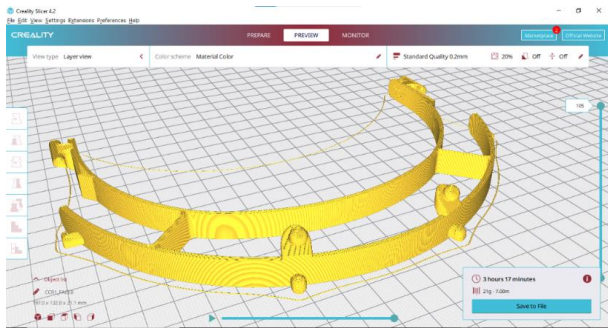 Creality Slicer 4.2
File Edit View Settings Extensions Preferences Help
CREALITY
PREPARE PREVIEW MONITOR
Marketplace 2 Official Website
View type Layer view
Color scheme Material Color
Standard Quality 0.2mm 20% Off Off
105
Object list
3 hours 17 minutes
21g · 7.08m
Save to File